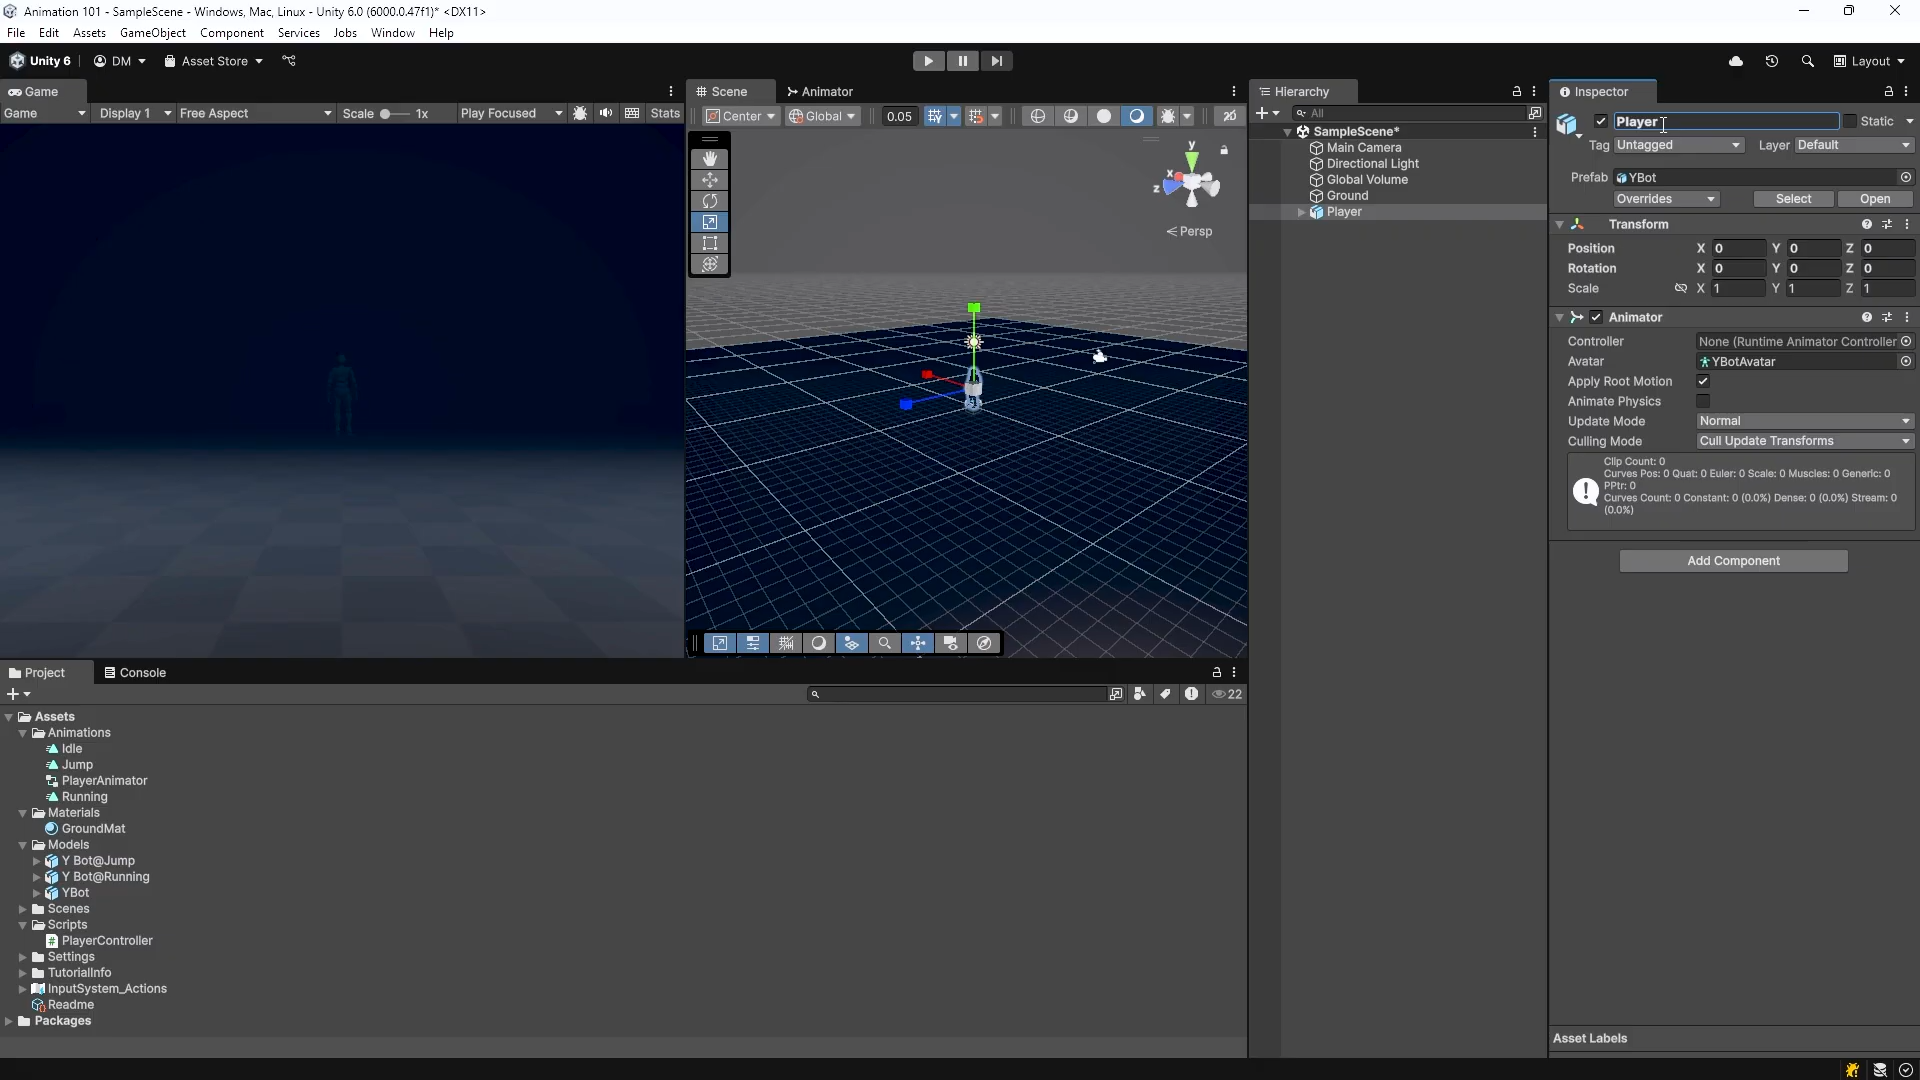 Animation 101 - SampleScene - Windows, Mac, Linux - Unity 6.0 (6000.0.47f1)* <DX11>
File Edit Assets GameObject Component Services Jobs Window Help
Unity 6 DM Asset Store Layout
Game
Game Display 1 Free Aspect Scale 1x Play Focused Stats
Scene Animator
Center Global 0.05 2D
y
x
z
Persp
Hierarchy
All
SampleScene*
Main Camera
Directional Light
Global Volume
Ground
Player
Inspector
Player Static
Tag Untagged Layer Default
Prefab YBot
Overrides Select Open
Transform
Position X 0 Y 0 Z 0
Rotation X 0 Y 0 Z 0
Scale X 1 Y 1 Z 1
Animator
Controller None (Runtime Animator Controller
Avatar YBotAvatar
Apply Root Motion
Animate Physics
Update Mode Normal
Culling Mode Cull Update Transforms
Clip Count: 0
Curves Pos: 0 Quat: 0 Euler: 0 Scale: 0 Muscles: 0 Generic: 0
PPtr: 0
Curves Count: 0 Constant: 0 (0.0%) Dense: 0 (0.0%) Stream: 0
(0.0%)
Add Component
Asset Labels
Project Console
22
Assets
Animations
Idle
Jump
PlayerAnimator
Running
Materials
GroundMat
Models
Y Bot@Jump
Y Bot@Running
YBot
Scenes
Scripts
PlayerController
Settings
TutorialInfo
InputSystem_Actions
Readme
Packages